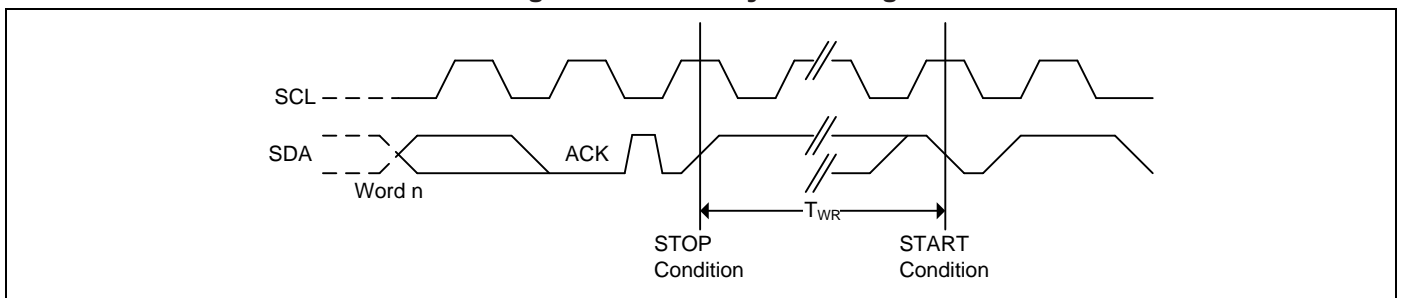 SCL
SDA
ACK
Word n
TWR
STOP
Condition
START
Condition